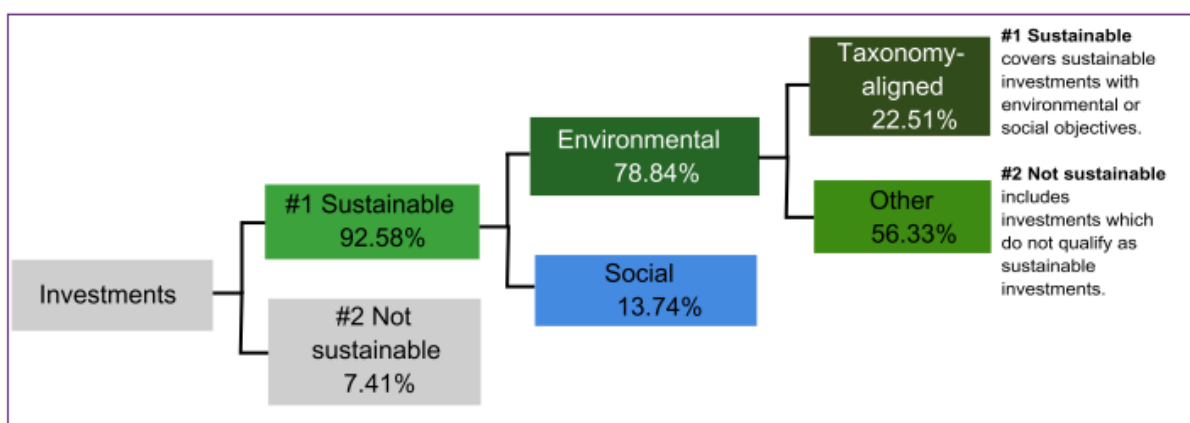 Investments
#1 Sustainable
92.58%
#2 Not
sustainable
7.41%
Environmental
78.84%
Social
13.74%
Taxonomy-
aligned
22.51%
Other
56.33%
#1 Sustainable
covers sustainable
investments with
environmental or
social objectives.
#2 Not sustainable
includes
investments which
do not qualify as
sustainable
investments.